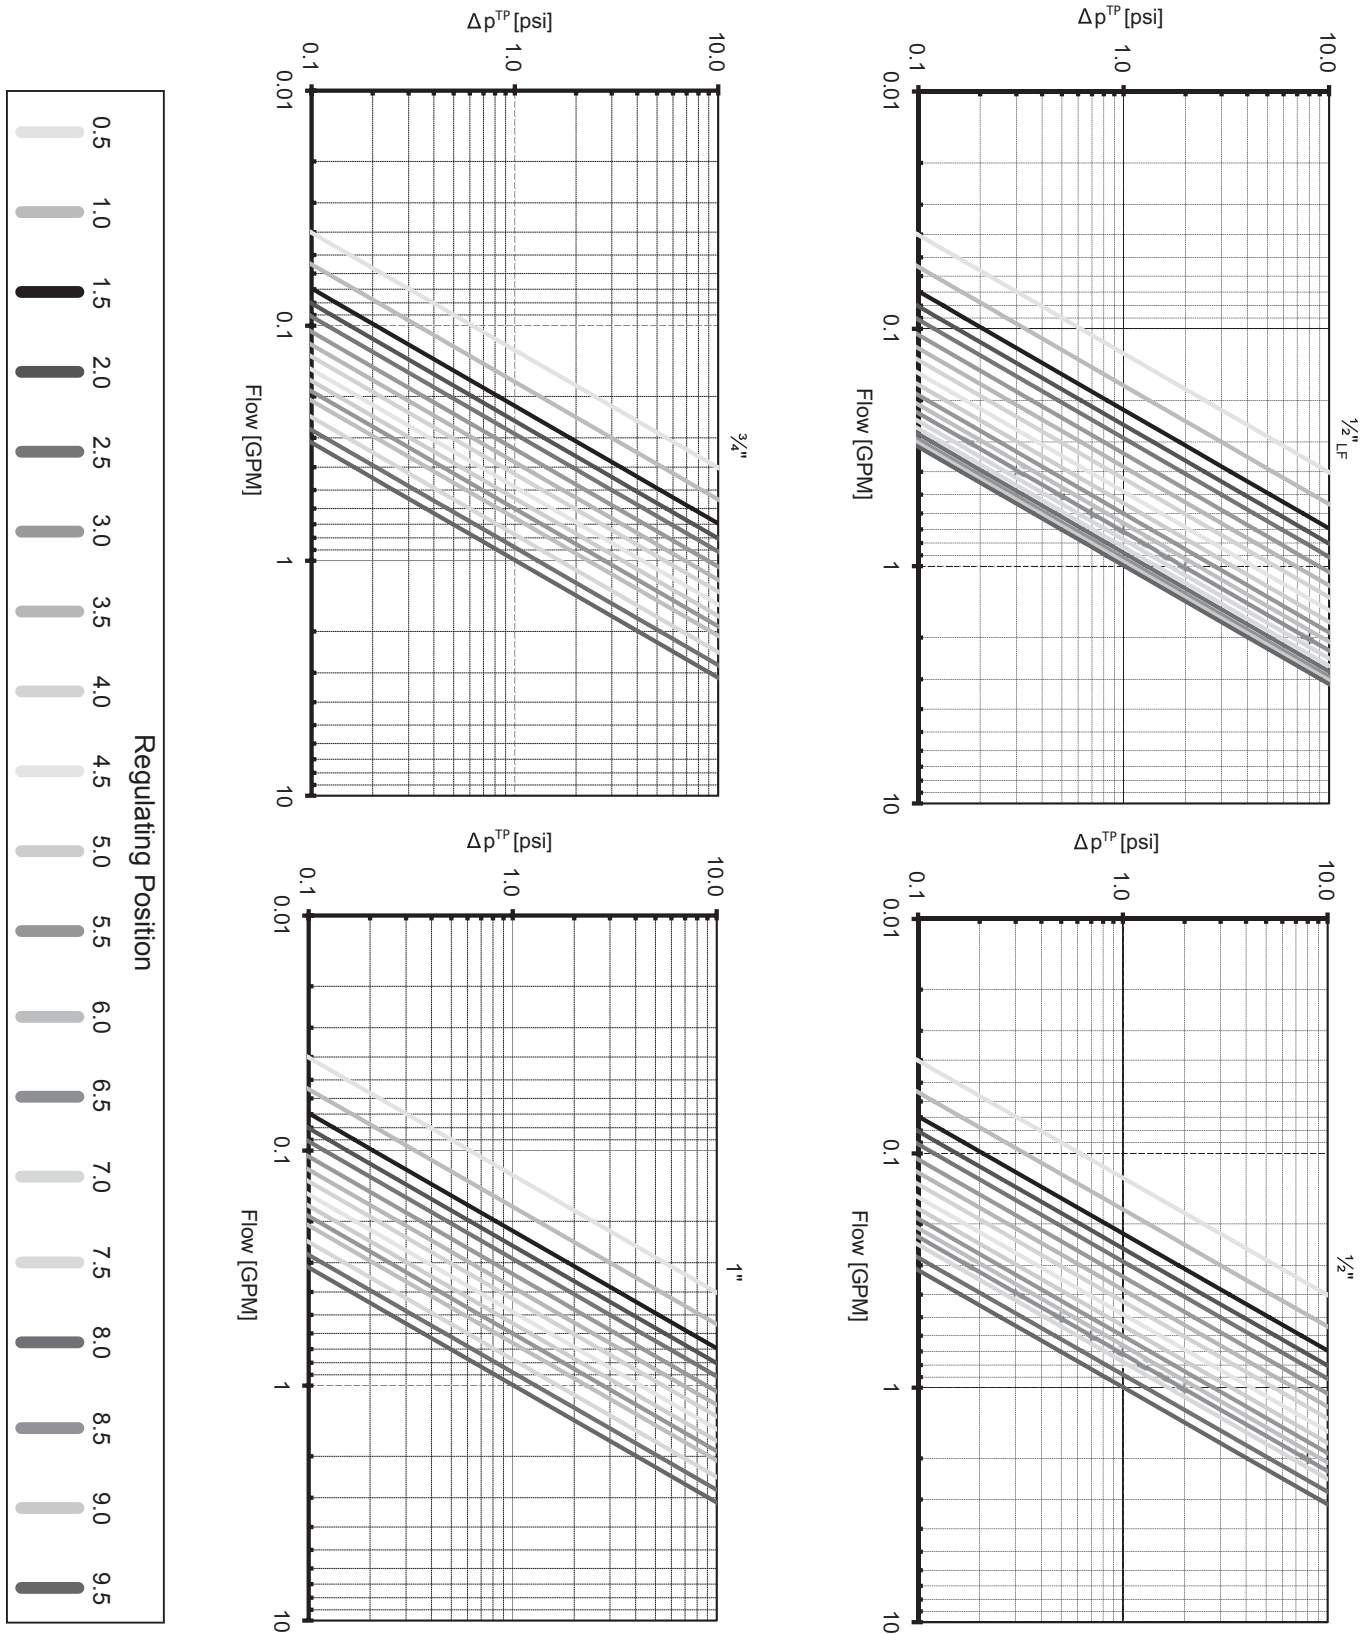 ½" LF
Δp^TP [psi]
10.0
1.0
0.1
0.01
0.1
1
10
Flow [GPM]
½"
Δp^TP [psi]
10.0
1.0
0.1
0.01
0.1
1
10
Flow [GPM]
¾"
Δp^TP [psi]
10.0
1.0
0.1
0.01
0.1
1
10
Flow [GPM]
1"
Δp^TP [psi]
10.0
1.0
0.1
0.01
0.1
1
10
Flow [GPM]
Regulating Position
0.5 1.0 1.5 2.0 2.5 3.0 3.5 4.0 4.5 5.0 5.5 6.0 6.5 7.0 7.5 8.0 8.5 9.0 9.5